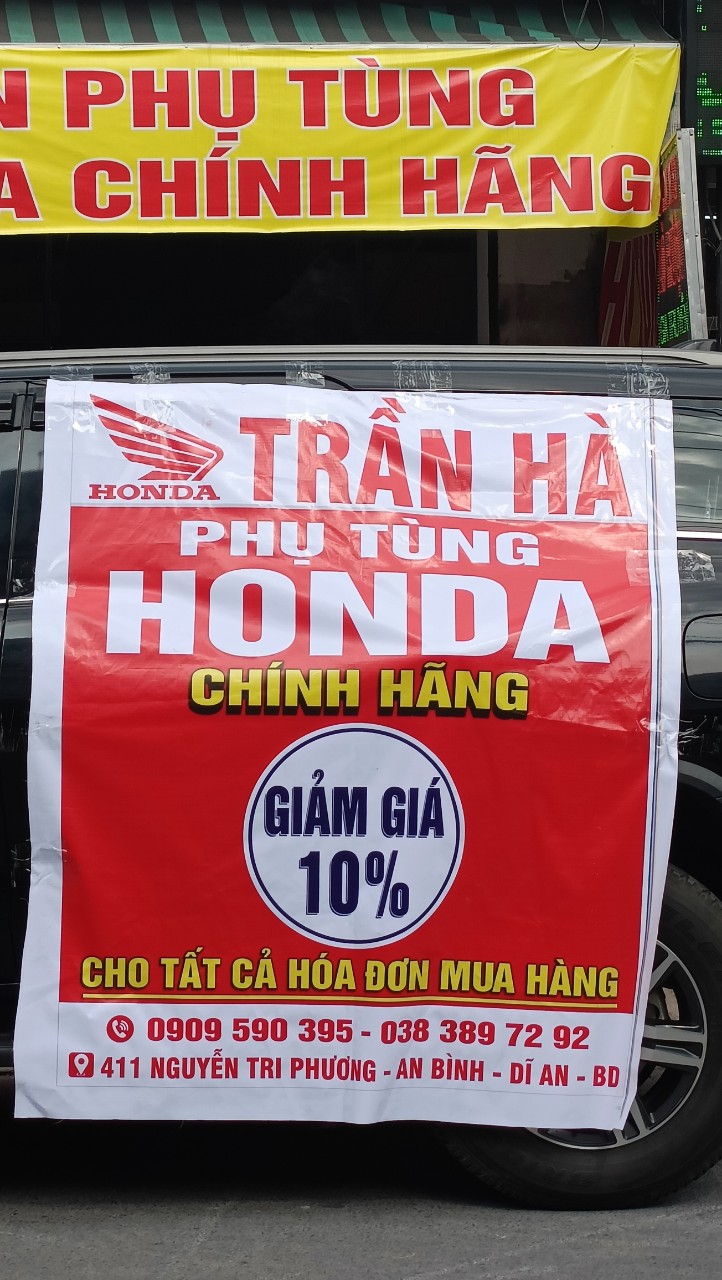 N PHỤ TÙNG
A CHÍNH HÃNG
HONDA
TRẦN HÀ
PHỤ TÙNG
HONDA
CHÍNH HÃNG
GIẢM GIÁ
10%
CHO TẤT CẢ HÓA ĐƠN MUA HÀNG
0909 590 395 - 038 389 72 92
411 NGUYỄN TRI PHƯƠNG - AN BÌNH - DĨ AN - BD